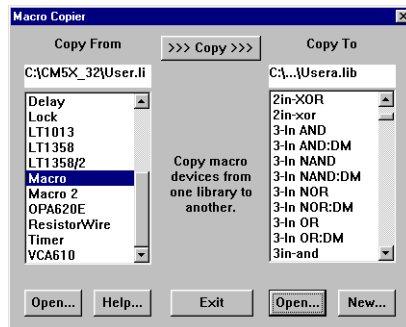 Macro Copier
Copy From
>>> Copy >>>
Copy To
C:\CM5X_32\User.li
C:\...\Usera.lib
Delay
Lock
LT1013
LT1358
LT1358/2
Macro
Macro 2
OPA620E
ResistorWire
Timer
VCA610
Copy macro
devices from
one library to
another.
2in-XOR
2in-xor
3-In AND
3-In AND:DM
3-In NAND
3-In NAND:DM
3-In NOR
3-In NOR:DM
3-In OR
3-In OR:DM
3in-and
Open...
Help...
Exit
Open...
New...